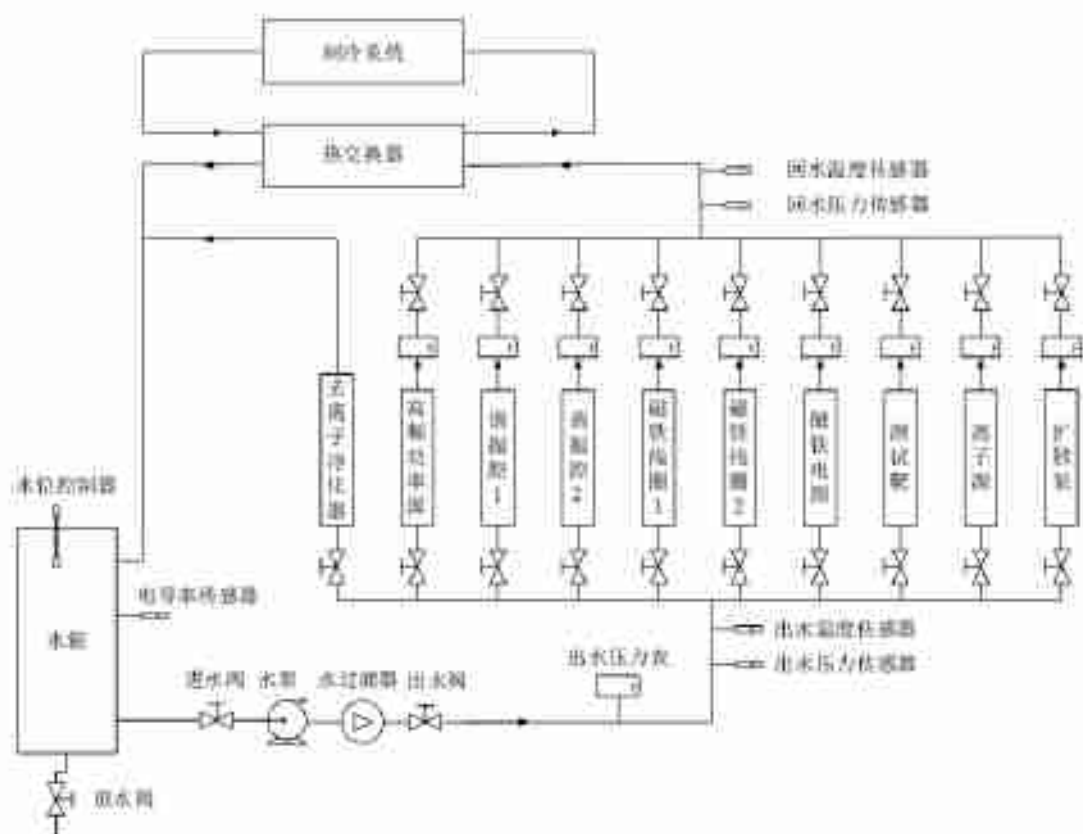 制冷系统
热交换器
回水温度传感器
回水压力传感器
去离子净化器
高频功率源
谐振腔1
谐振腔2
磁铁线圈1
磁铁线圈2
磁铁电源
测试靶
离子源
扩散泵
水位控制器
电导率传感器
水箱
出水温度传感器
出水压力表
出水压力传感器
进水阀 水泵 水过滤器 出水阀
放水阀